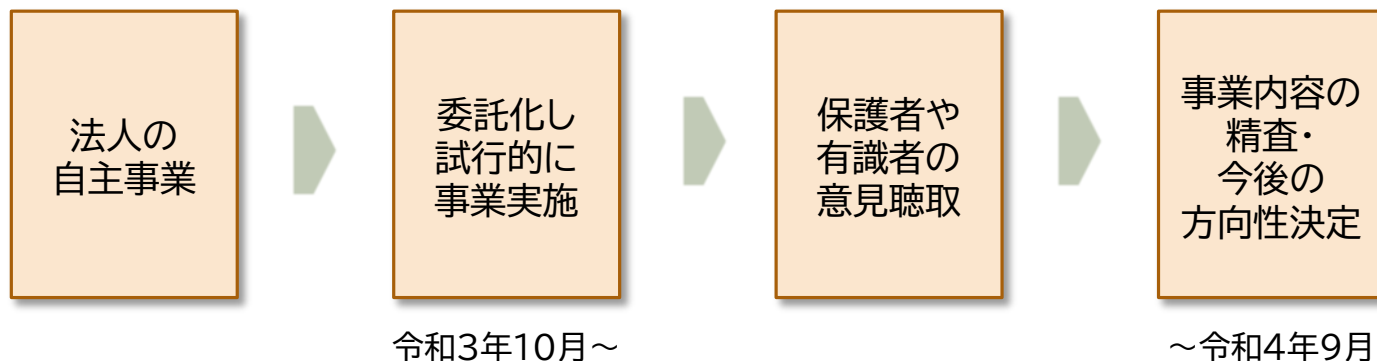 法人の
自主事業
委託化し
試行的に
事業実施
保護者や
有識者の
意見聴取
事業内容の
精査・
今後の
方向性決定
令和3年10月～
～令和4年9月